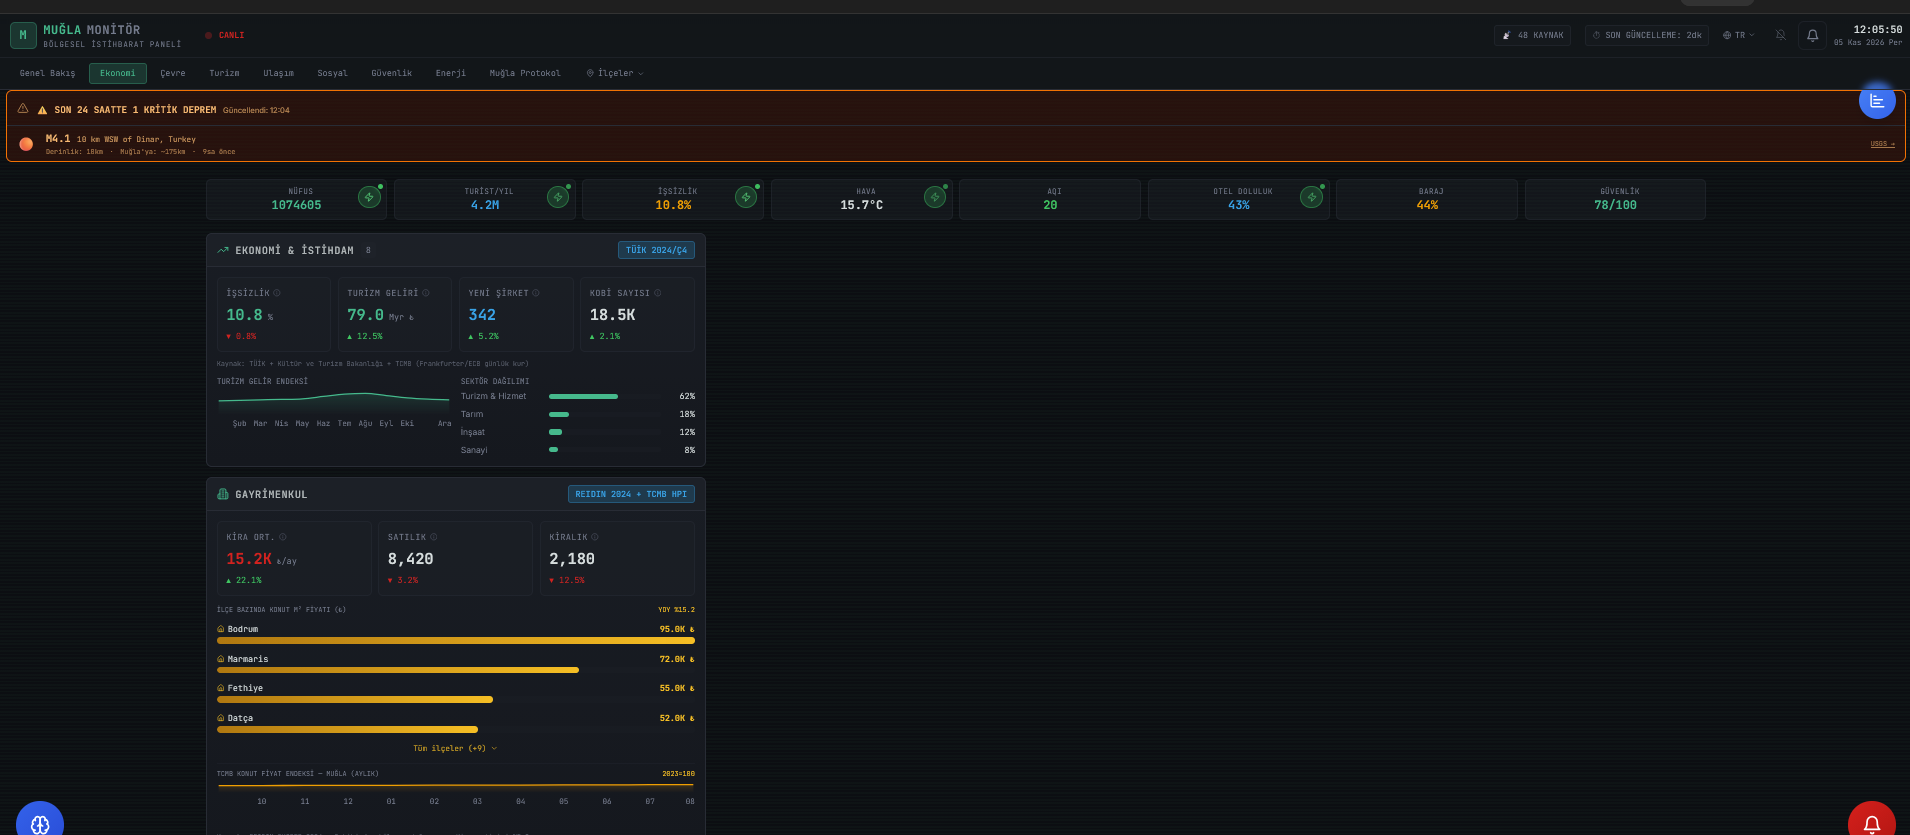 M MUĞLA MONİTÖR
BÖLGESEL İSTİHBARAT PANELİ
CANLI
48 KAYNAK
SON GÜNCELLEME: 2dk
TR
12:05:50
05 Kas 2026 Per
Genel Bakış Ekonomi Çevre Turizm Ulaşım Sosyal Güvenlik Enerji Muğla Protokol İlçeler
SON 24 SAATTE 1 KRİTİK DEPREM Güncellendi: 12:04
M4.1 10 km WSW of Dinar, Turkey
Derinlik: 10km · Muğla'ya: ~175km · 9sa önce
USGS →
NÜFUS
1074605
TURİST/YIL
4.2M
İŞSİZLİK
10.8%
HAVA
15.7°C
AQI
20
OTEL DOLULUK
43%
BARAJ
44%
GÜVENLİK
78/100
EKONOMİ & İSTİHDAM 8
TÜİK 2024/Ç4
İŞSİZLİK
10.8 %
▼ 0.8%
TURİZM GELİRİ
79.0 Myr ₺
▲ 12.5%
YENİ ŞİRKET
342
▲ 5.2%
KOBİ SAYISI
18.5K
▲ 2.1%
Kaynak: TÜİK + Kültür ve Turizm Bakanlığı + TCMB (Frankfurter/ECB günlük kur)
TURİZM GELİR ENDEKSİ
Şub Mar Nis May Haz Tem Ağu Eyl Eki Ara
SEKTÖR DAĞILIMI
Turizm & Hizmet 62%
Tarım 18%
İnşaat 12%
Sanayi 8%
GAYRİMENKUL
REIDIN 2024 + TCMB HPI
KİRA ORT.
15.2K ₺/ay
▲ 22.1%
SATILIK
8,420
▼ 3.2%
KİRALIK
2,180
▼ 12.5%
İLÇE BAZINDA KONUT M² FİYATI (₺)
YOY %15.2
Bodrum 95.0K ₺
Marmaris 72.0K ₺
Fethiye 55.0K ₺
Datça 52.0K ₺
Tüm ilçeler (+9)
TCMB KONUT FİYAT ENDEKSİ — MUĞLA (AYLIK)
2023=100
10 11 12 01 02 03 04 05 06 07 08